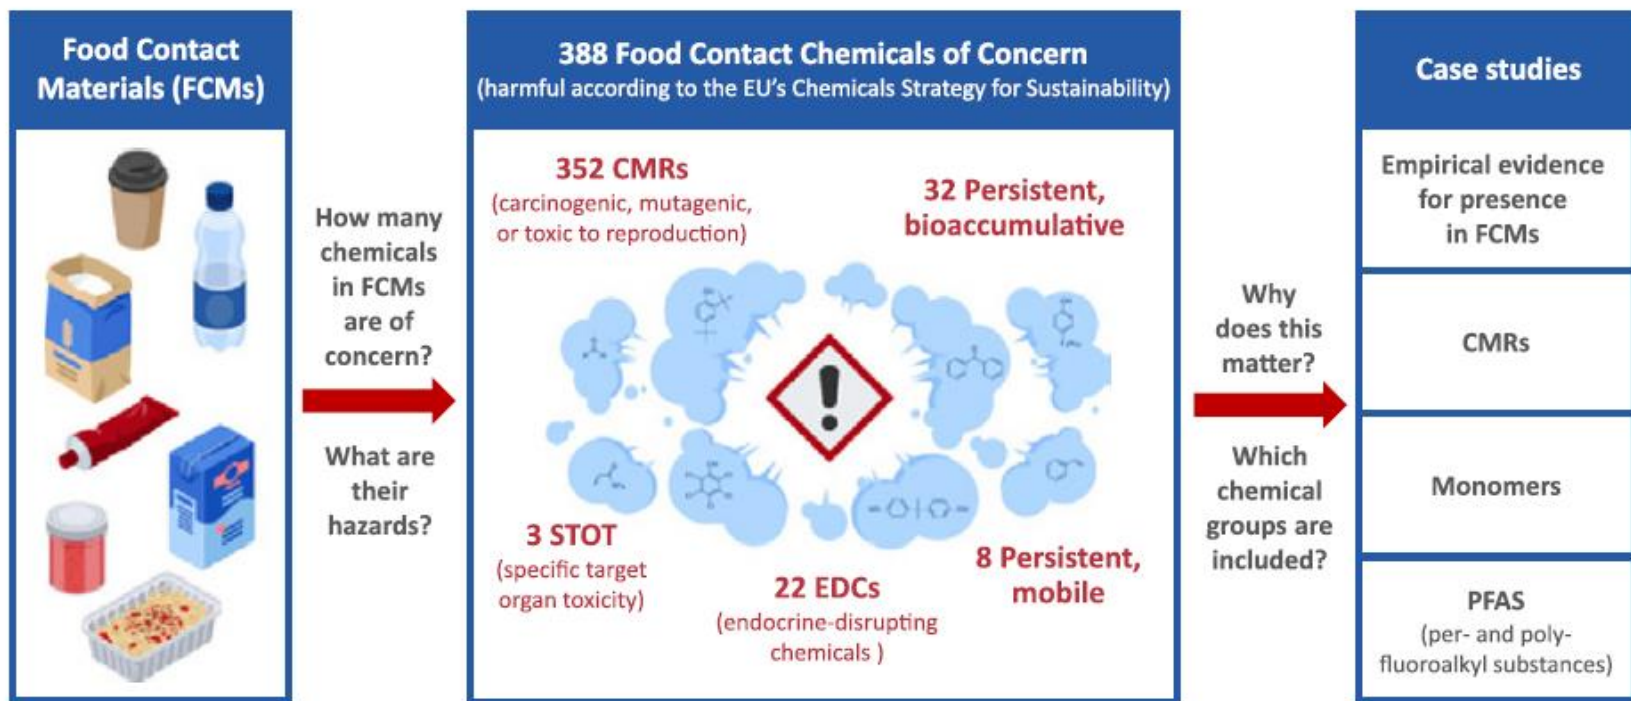 Food Contact
Materials (FCMs)
How many
chemicals
in FCMs
are of
concern?
What are
their
hazards?
388 Food Contact Chemicals of Concern
(harmful according to the EU's Chemicals Strategy for Sustainability)
352 CMRs
(carcinogenic, mutagenic,
or toxic to reproduction)
32 Persistent,
bioaccumulative
3 STOT
(specific target
organ toxicity)
22 EDCs
(endocrine-disrupting
chemicals )
8 Persistent,
mobile
Why
does this
matter?
Which
chemical
groups are
included?
Case studies
Empirical evidence
for presence
in FCMs
CMRs
Monomers
PFAS
(per- and poly-
fluoroalkyl substances)